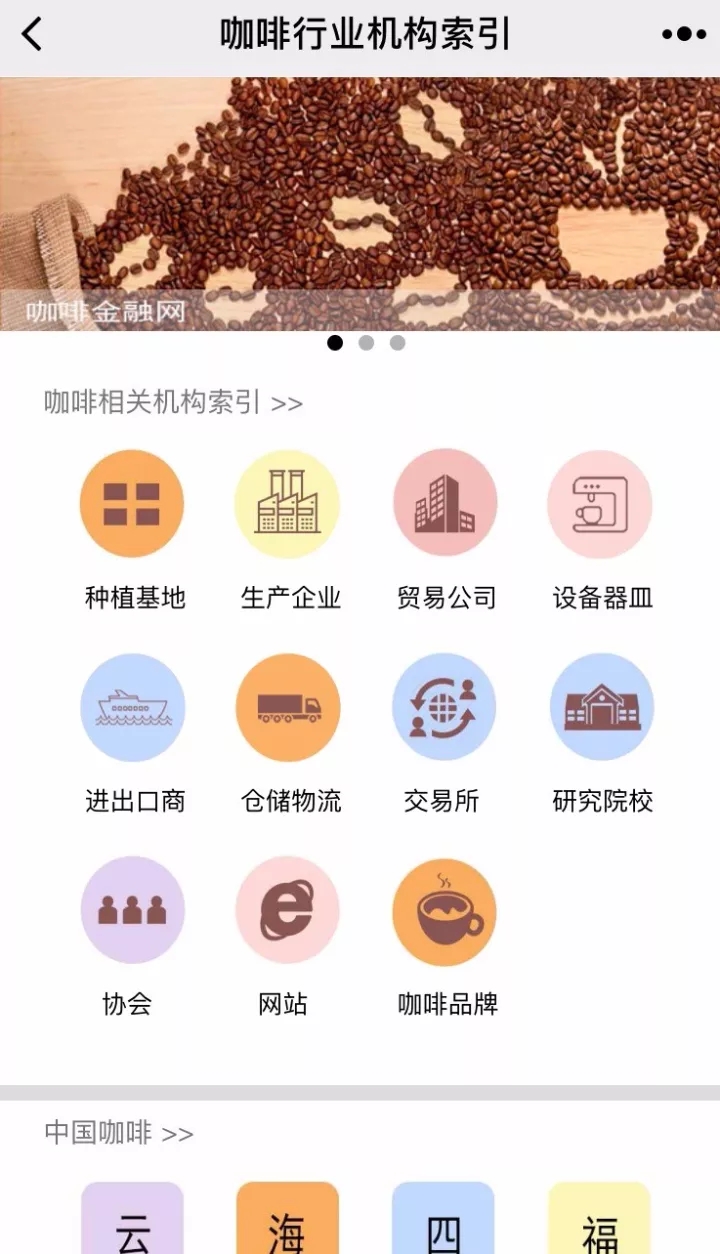 咖啡行业机构索引
咖啡金融网
咖啡相关机构索引 >>
种植基地 生产企业 贸易公司 设备器皿
进出口商 仓储物流 交易所 研究院校
协会 网站 咖啡品牌
中国咖啡 >>
云 海 四 福